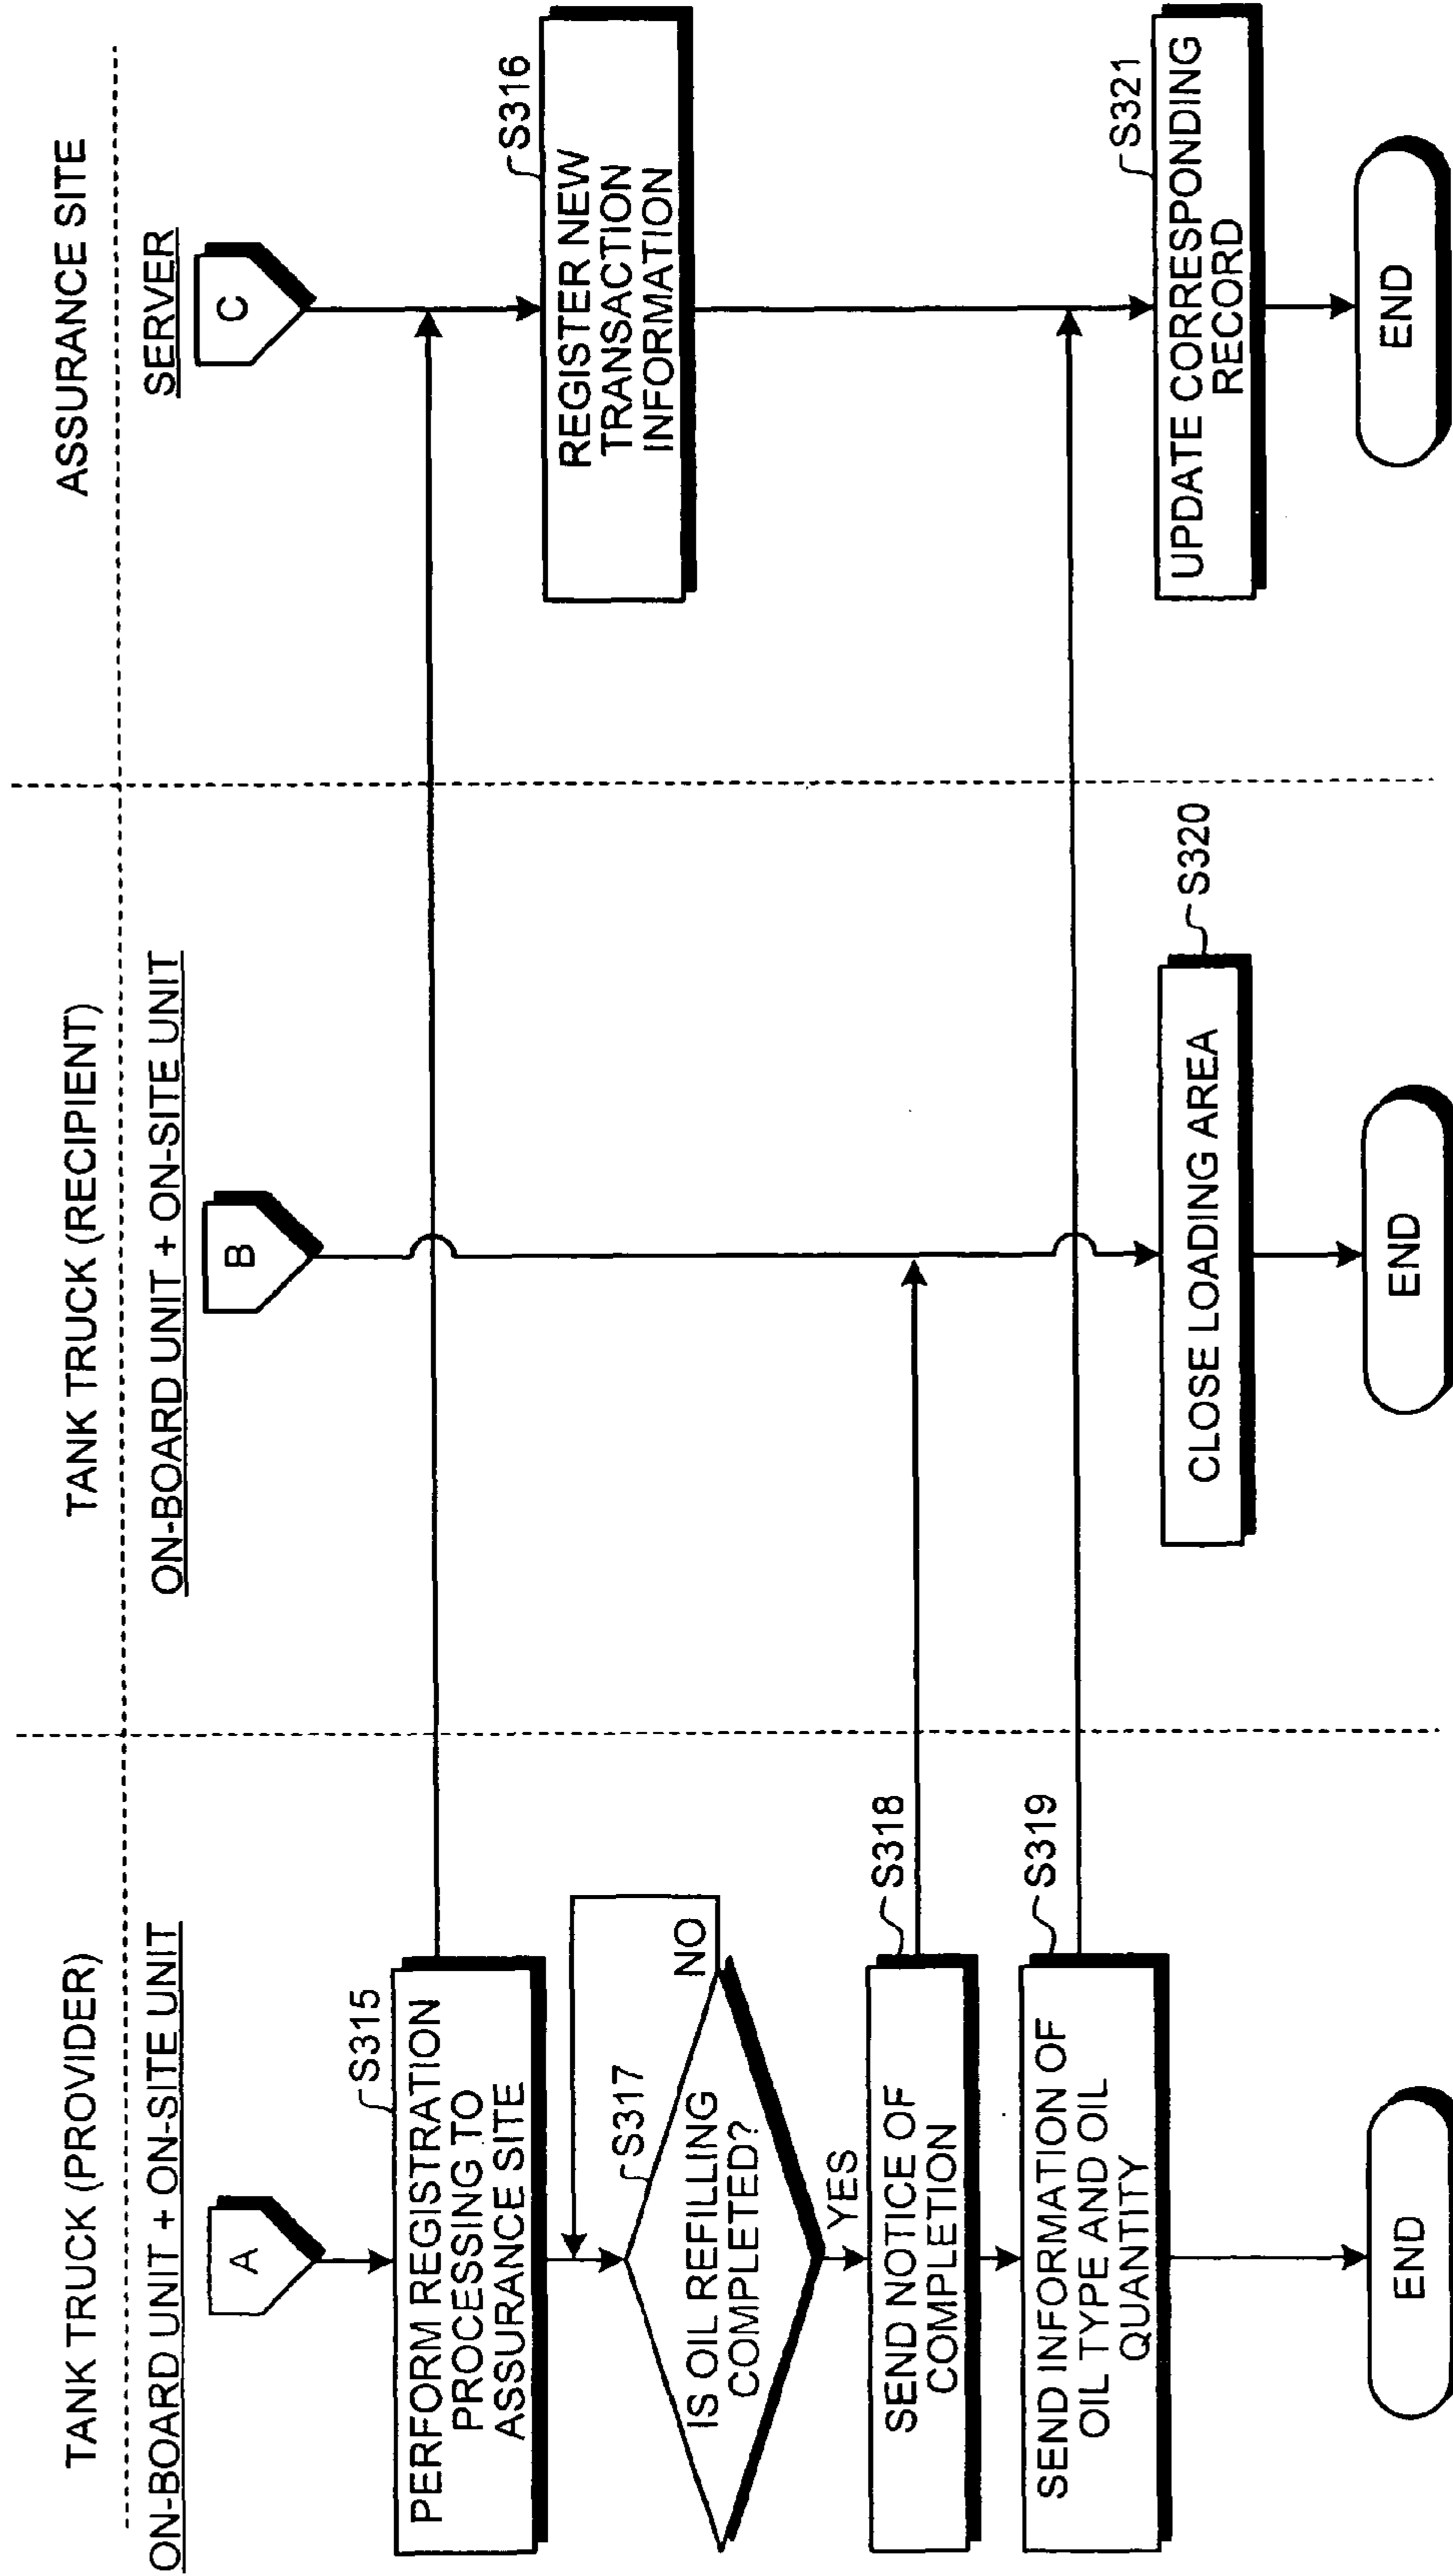 TANK TRUCK (PROVIDER)
TANK TRUCK (RECIPIENT)
ASSURANCE SITE
ON-BOARD UNIT + ON-SITE UNIT
ON-BOARD UNIT + ON-SITE UNIT
SERVER
A
B
C
S315
PERFORM REGISTRATION
PROCESSING TO
ASSURANCE SITE
S316
REGISTER NEW
TRANSACTION
INFORMATION
S317
IS OIL REFILLING
COMPLETED?
NO
YES
S318
SEND NOTICE OF
COMPLETION
S319
SEND INFORMATION OF
OIL TYPE AND OIL
QUANTITY
S320
CLOSE LOADING AREA
S321
UPDATE CORRESPONDING
RECORD
END
END
END